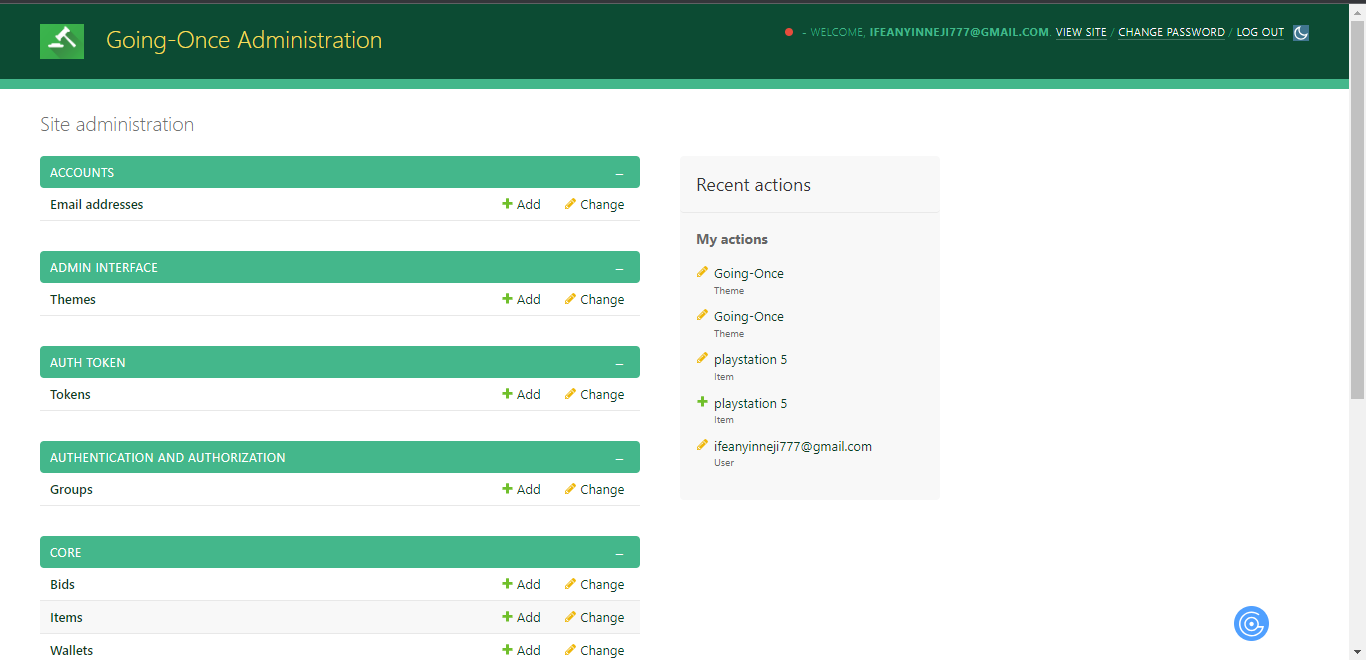 Going-Once Administration
- WELCOME, IFEANYINNEJI777@GMAIL.COM. VIEW SITE / CHANGE PASSWORD / LOG OUT
Site administration
ACCOUNTS –
Email addresses Add Change
ADMIN INTERFACE –
Themes Add Change
AUTH TOKEN –
Tokens Add Change
AUTHENTICATION AND AUTHORIZATION –
Groups Add Change
CORE –
Bids Add Change
Items Add Change
Wallets Add Change
Recent actions
My actions
Going-Once
Theme
Going-Once
Theme
playstation 5
Item
playstation 5
Item
ifeanyinneji777@gmail.com
User